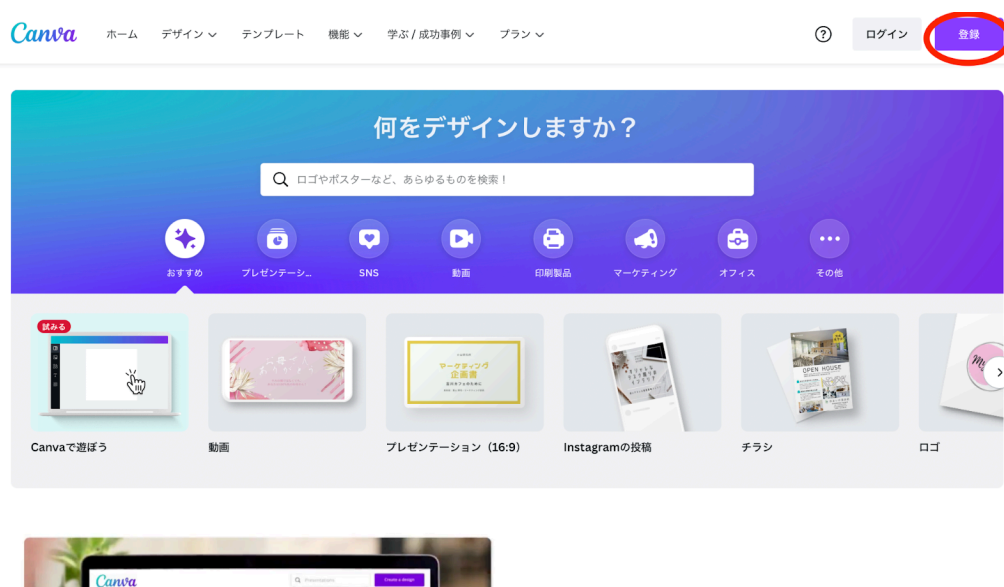 Canva
ホーム
デザイン
テンプレート
機能
学ぶ / 成功事例
プラン
?
ログイン
登録
何をデザインしますか？
ロゴやポスターなど、あらゆるものを検索！
おすすめ
プレゼンテーシ...
SNS
動画
印刷製品
マーケティング
オフィス
その他
試みる
マーケティング
企画書
OPEN HOUSE
Canvaで遊ぼう
動画
プレゼンテーション（16:9）
Instagramの投稿
チラシ
ロゴ
Canva
Create a design